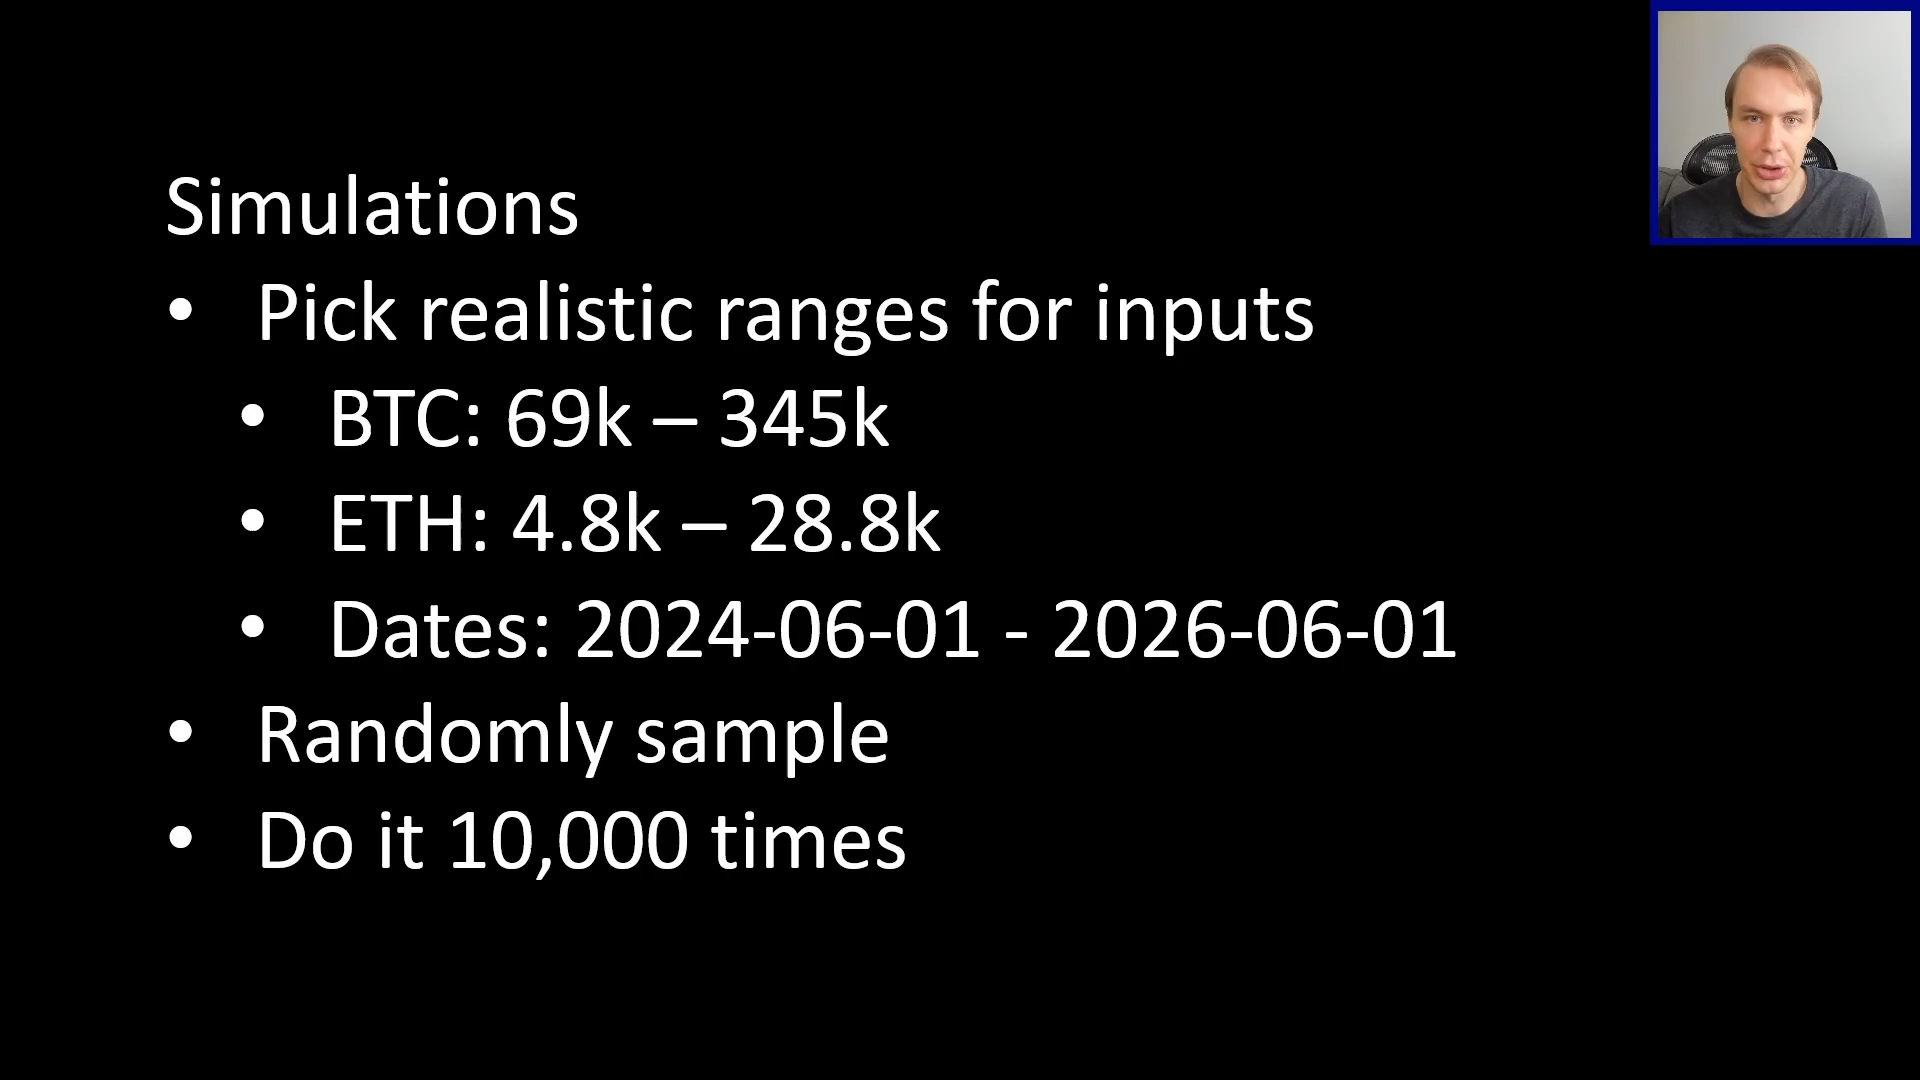 Simulations
• Pick realistic ranges for inputs
• BTC: 69k – 345k
• ETH: 4.8k – 28.8k
• Dates: 2024-06-01 - 2026-06-01
• Randomly sample
• Do it 10,000 times